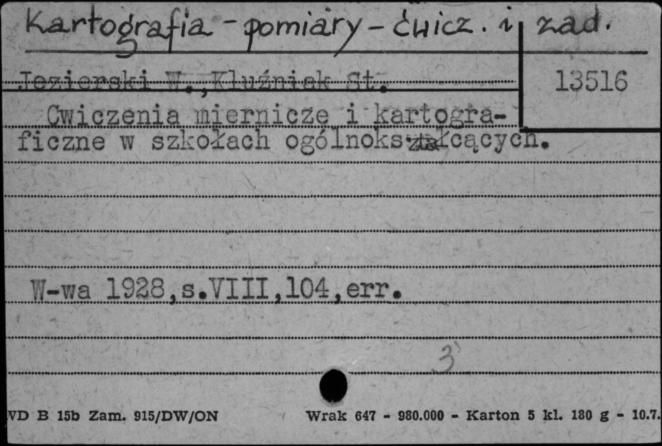 Kartografia - pomiary - ćwicz. i zad.
Jezierski W., Kluźniak St.
13516
Cwiczenia miernicze i kartogra-
ficzne w szkołach ogólnokształcących.
W-wa 1928,s.VIII,104,err.
3
VD B 15b Zam. 915/DW/ON Wrak 647 - 980.000 - Karton 5 kl. 180 g - 10.7.